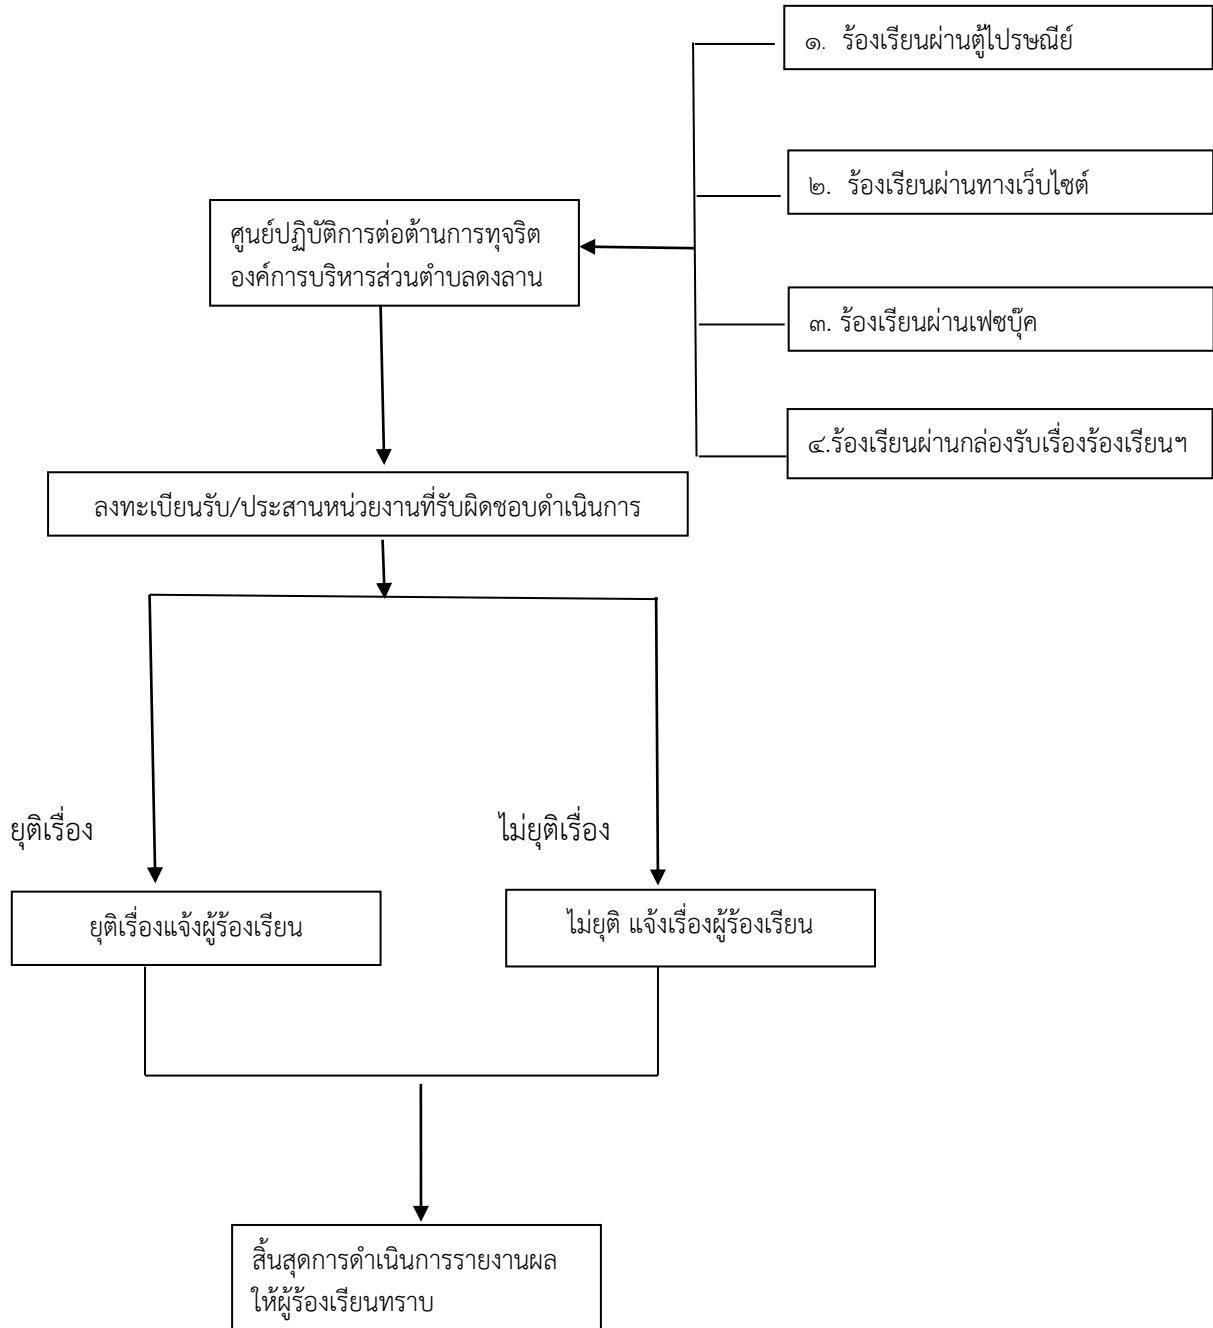 ๑. ร้องเรียนผ่านตู้ไปรษณีย์
๒. ร้องเรียนผ่านทางเว็บไซต์
ศูนย์ปฏิบัติการต่อต้านการทุจริต
องค์การบริหารส่วนตำบลดงลาน
๓. ร้องเรียนผ่านเฟซบุ๊ค
๔.ร้องเรียนผ่านกล่องรับเรื่องร้องเรียนฯ
ลงทะเบียนรับ/ประสานหน่วยงานที่รับผิดชอบดำเนินการ
ยุติเรื่อง
ไม่ยุติเรื่อง
ยุติเรื่องแจ้งผู้ร้องเรียน
ไม่ยุติ แจ้งเรื่องผู้ร้องเรียน
สิ้นสุดการดำเนินการรายงานผล
ให้ผู้ร้องเรียนทราบ